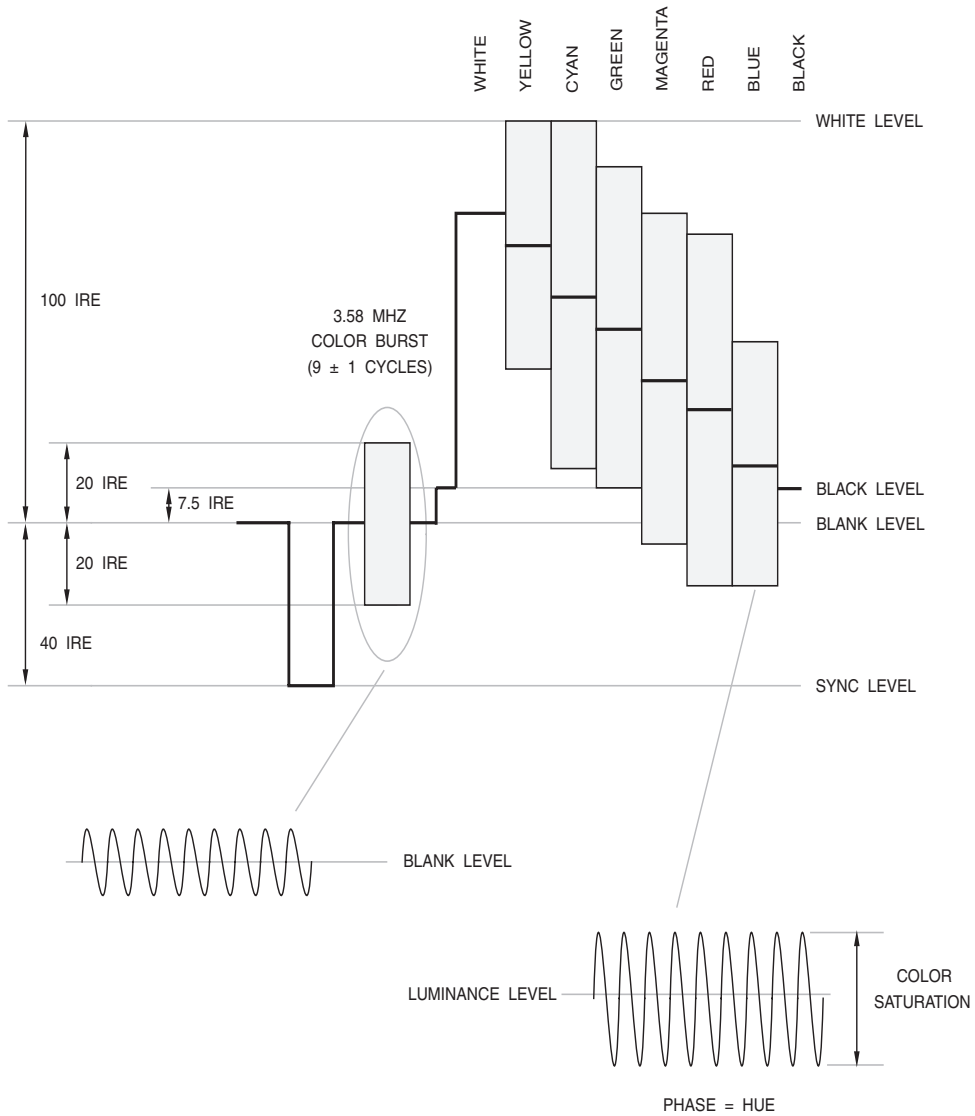 WHITE
YELLOW
CYAN
GREEN
MAGENTA
RED
BLUE
BLACK
WHITE LEVEL
100 IRE
3.58 MHZ
COLOR BURST
(9 ± 1 CYCLES)
20 IRE
7.5 IRE
BLACK LEVEL
BLANK LEVEL
20 IRE
40 IRE
SYNC LEVEL
BLANK LEVEL
LUMINANCE LEVEL
COLOR
SATURATION
PHASE = HUE